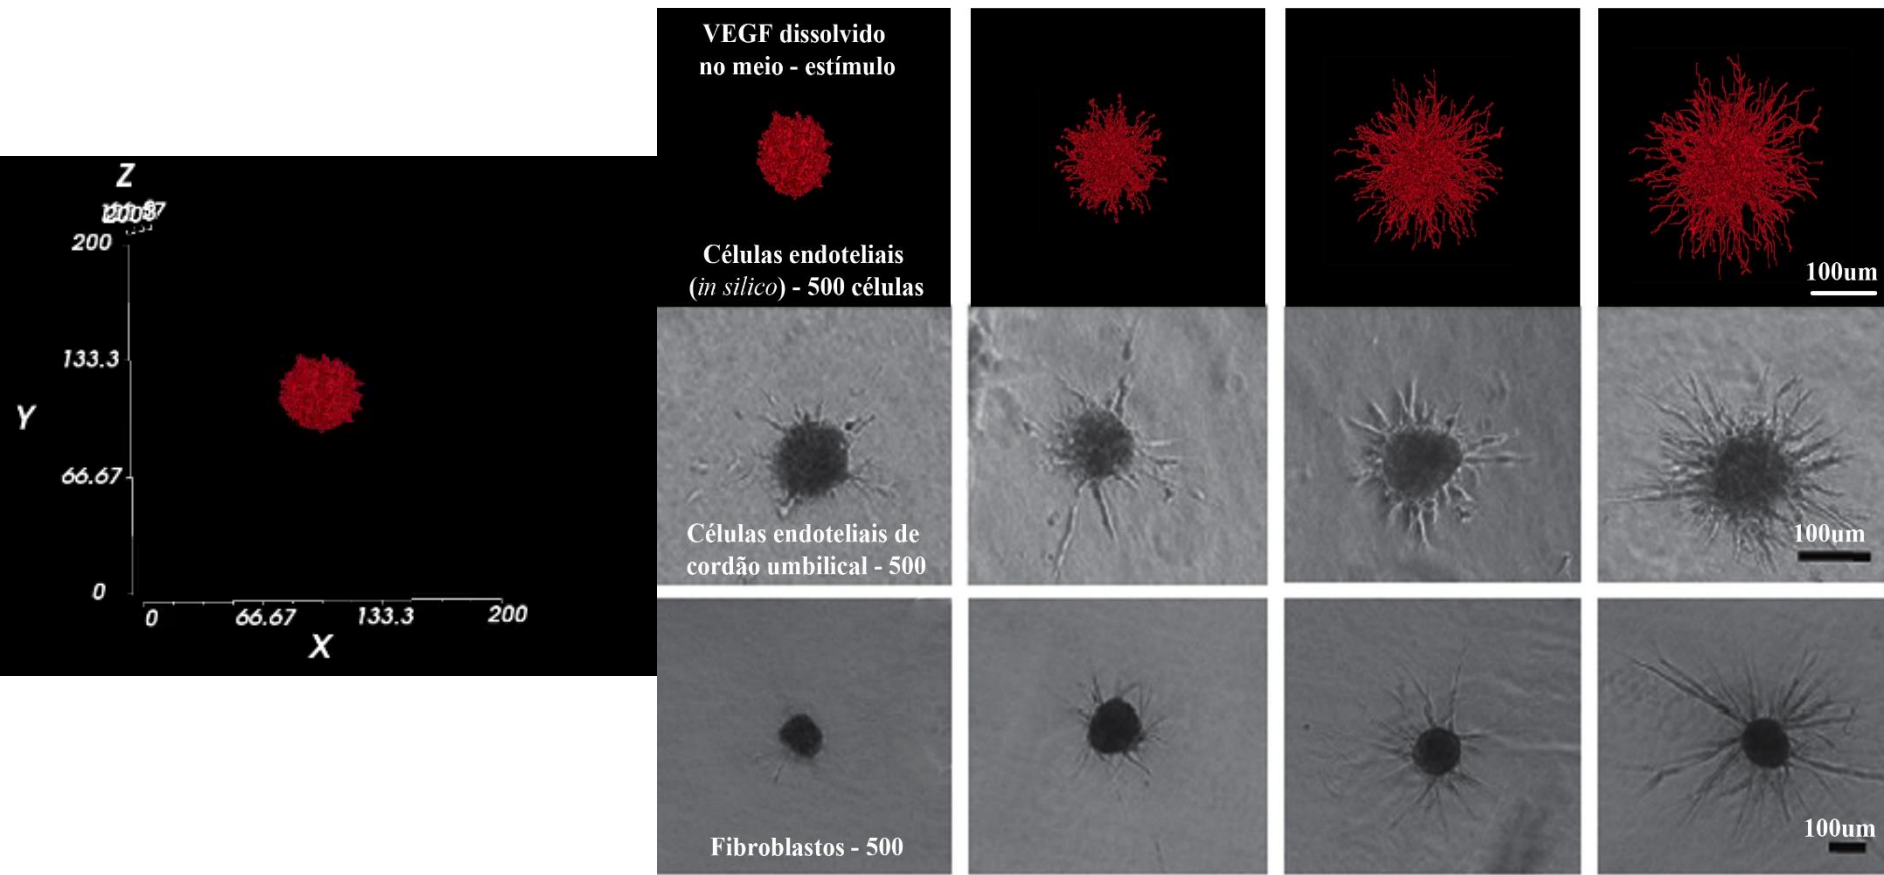 Z
200
133.3
Y
66.67
0
0
66.67
133.3
200
X
VEGF dissolvido
no meio - estímulo
Células endoteliais
(in silico) - 500 células
100um
Células endoteliais de
cordão umbilical - 500
100um
Fibroblastos - 500
100um